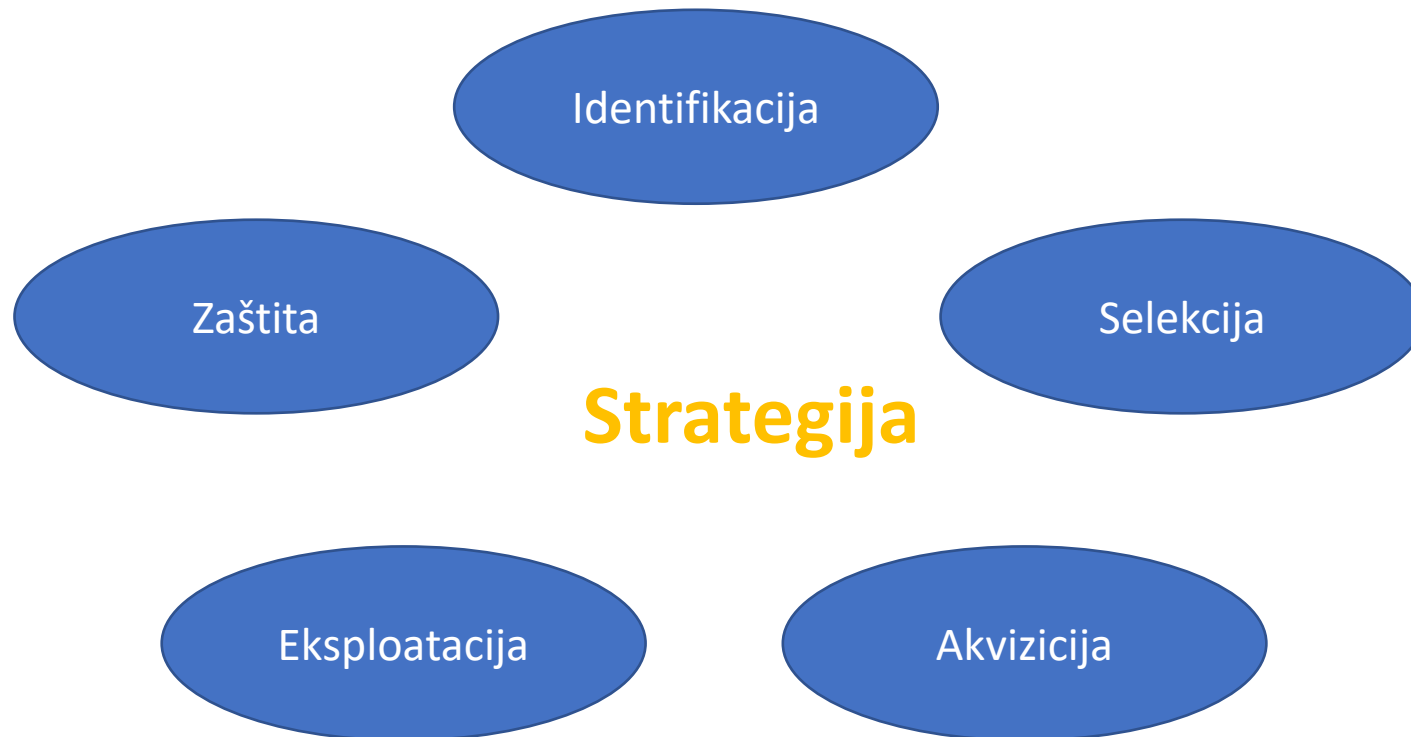 Identifikacija
Zaštita
Selekcija
Strategija
Eksploatacija
Akvizicija